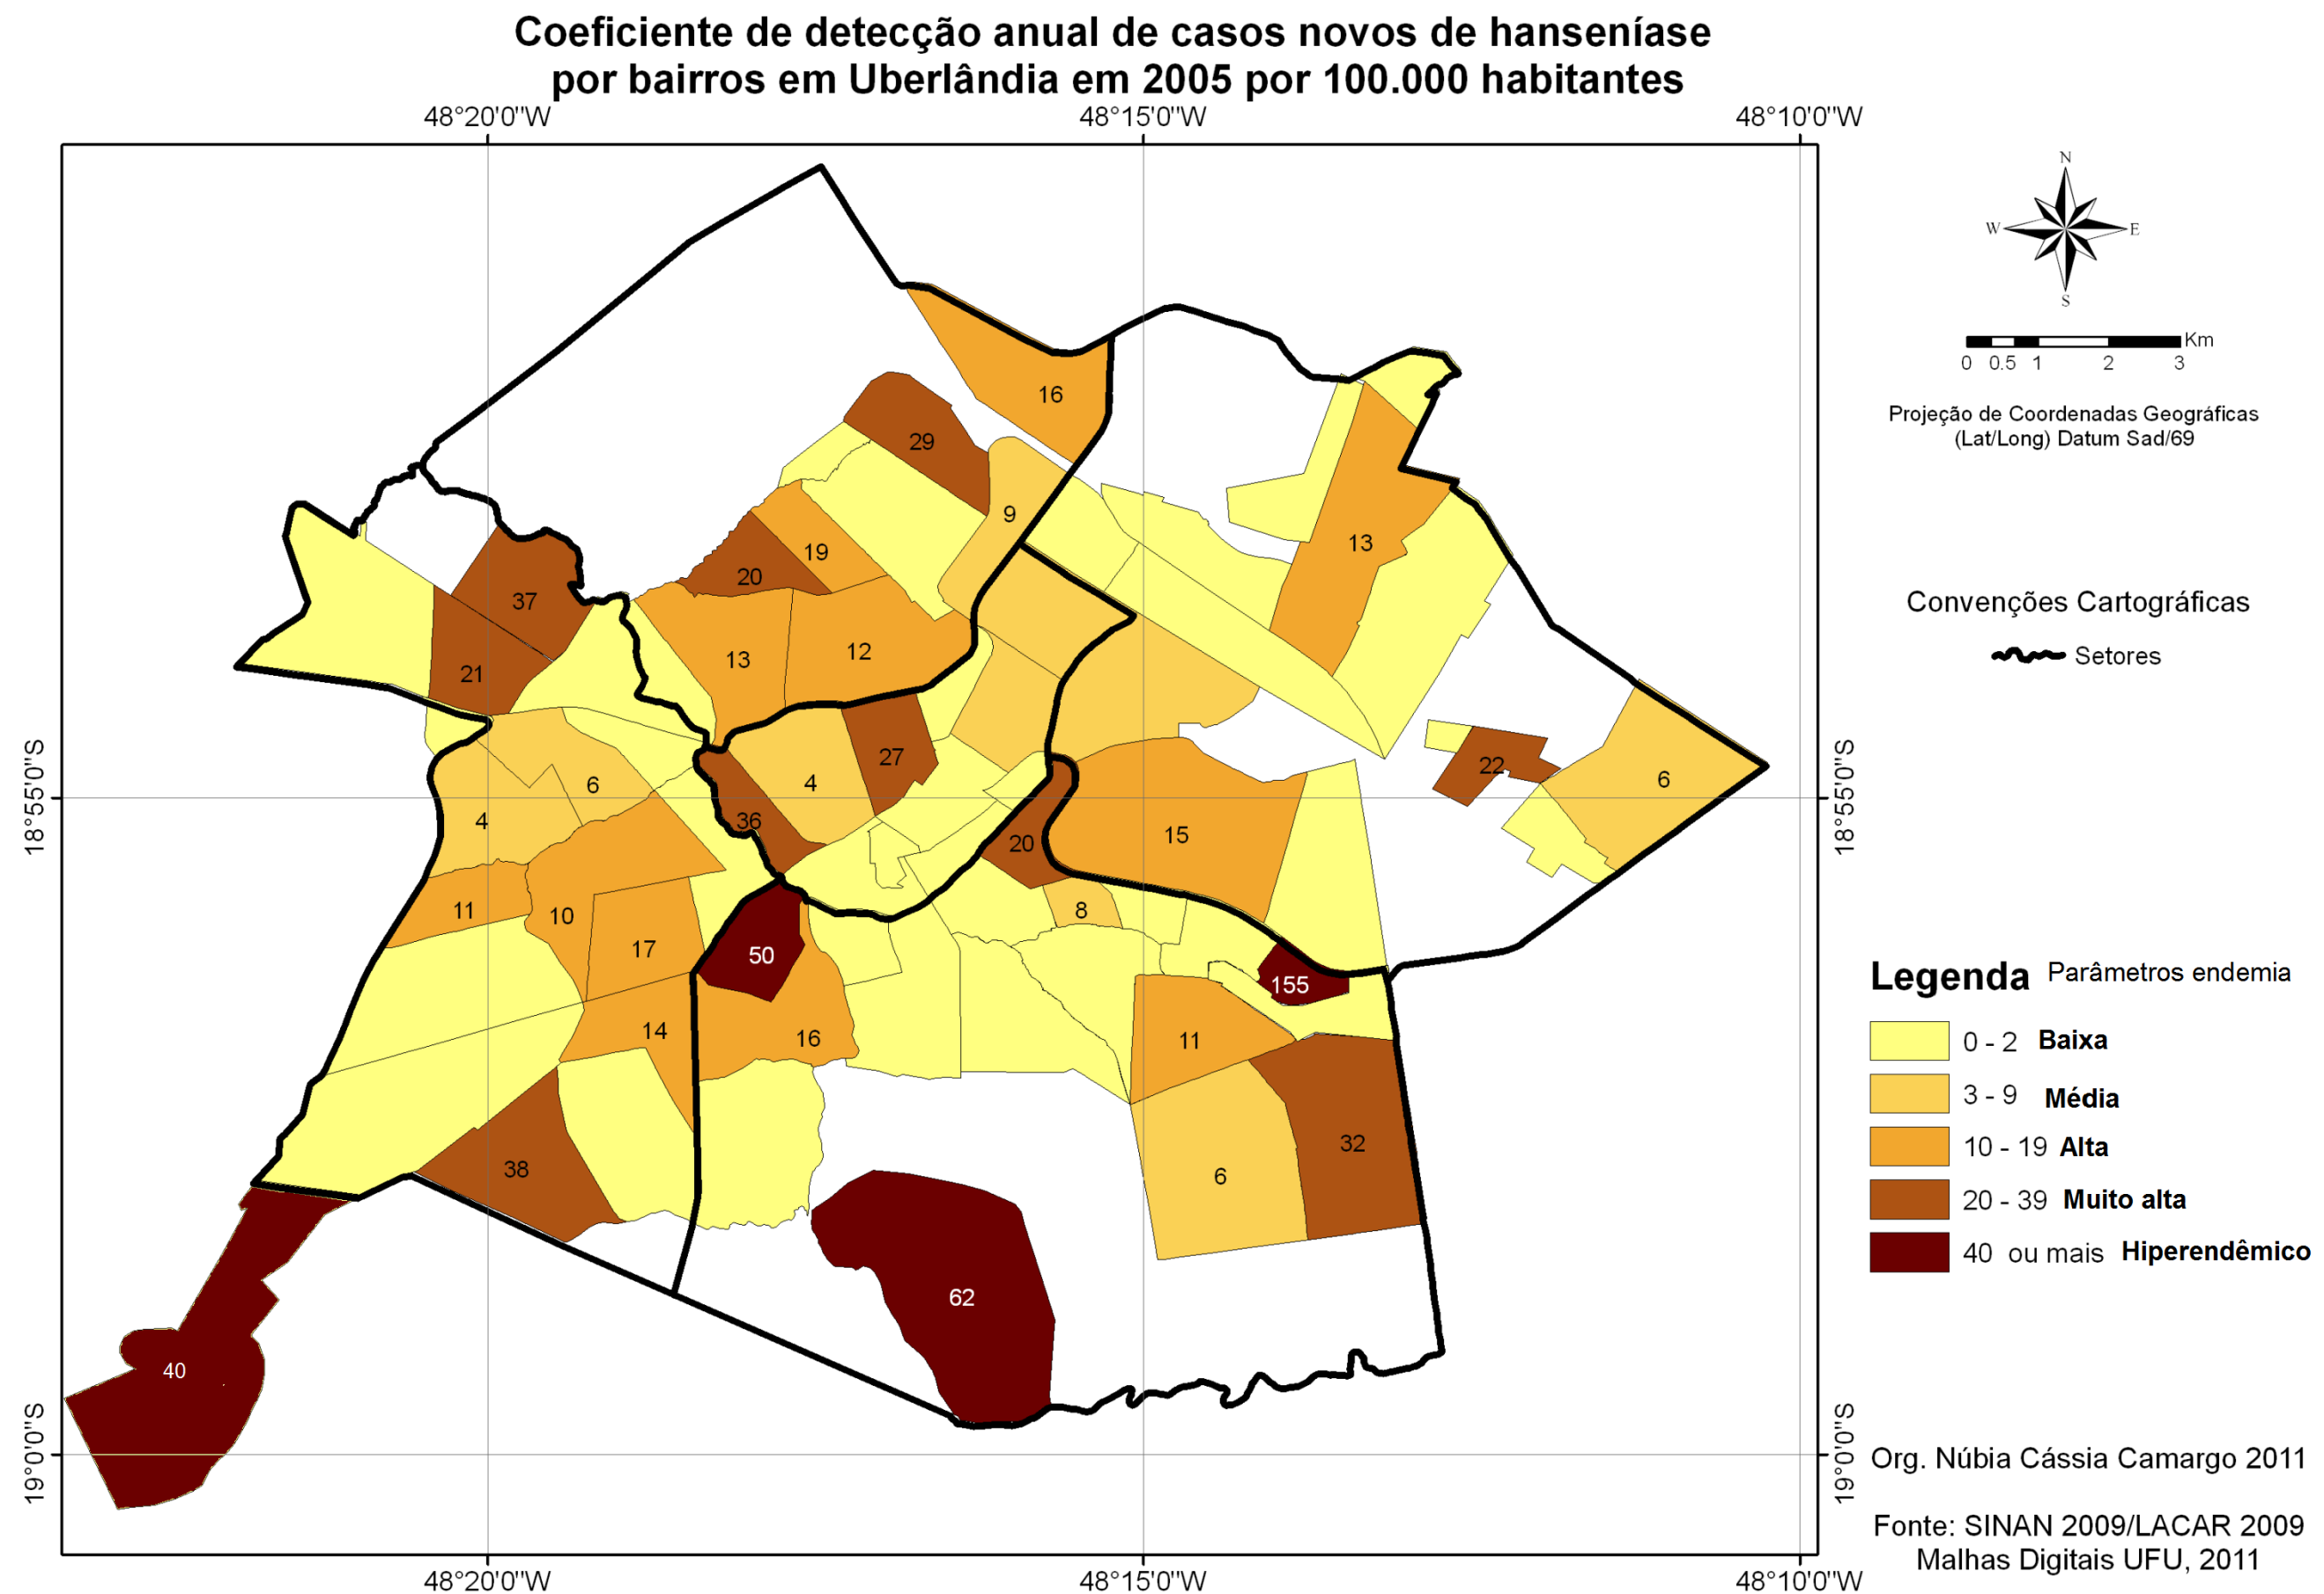 Coeficiente de detecção anual de casos novos de hanseníase
por bairros em Uberlândia em 2005 por 100.000 habitantes
48°20'0"W
48°15'0"W
48°10'0"W
N
W
E
S
Km
0 0.5 1 2 3
Projeção de Coordenadas Geográficas
(Lat/Long) Datum Sad/69
Convenções Cartográficas
Setores
16
29
9
19
20
13
37
13
12
21
27
22
6
6
4
4
36
20
15
11
10
8
17
50
155
14
16
11
32
38
6
62
40
18°55'0"S
18°55'0"S
19°0'0"S
19°0'0"S
Legenda Parâmetros endemia
0 - 2 Baixa
3 - 9 Média
10 - 19 Alta
20 - 39 Muito alta
40 ou mais Hiperendêmico
Org. Núbia Cássia Camargo 2011
Fonte: SINAN 2009/LACAR 2009
Malhas Digitais UFU, 2011
48°20'0"W
48°15'0"W
48°10'0"W